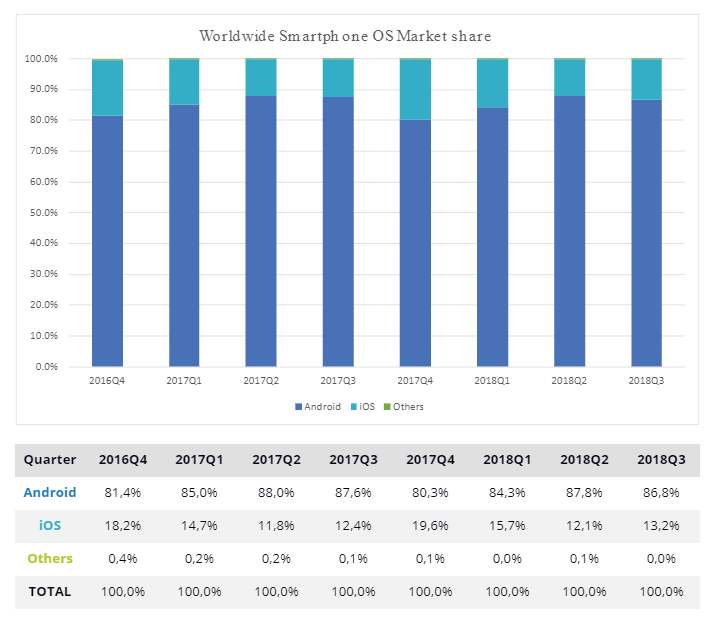 Worldwide Smartphone OS Market share
100.0%
90.0%
80.0%
70.0%
60.0%
50.0%
40.0%
30.0%
20.0%
10.0%
0.0%
2016Q4 2017Q1 2017Q2 2017Q3 2017Q4 2018Q1 2018Q2 2018Q3
Android iOS Others
Quarter 2016Q4 2017Q1 2017Q2 2017Q3 2017Q4 2018Q1 2018Q2 2018Q3
Android 81,4% 85,0% 88,0% 87,6% 80,3% 84,3% 87,8% 86,8%
iOS 18,2% 14,7% 11,8% 12,4% 19,6% 15,7% 12,1% 13,2%
Others 0,4% 0,2% 0,2% 0,1% 0,1% 0,0% 0,1% 0,0%
TOTAL 100,0% 100,0% 100,0% 100,0% 100,0% 100,0% 100,0% 100,0%